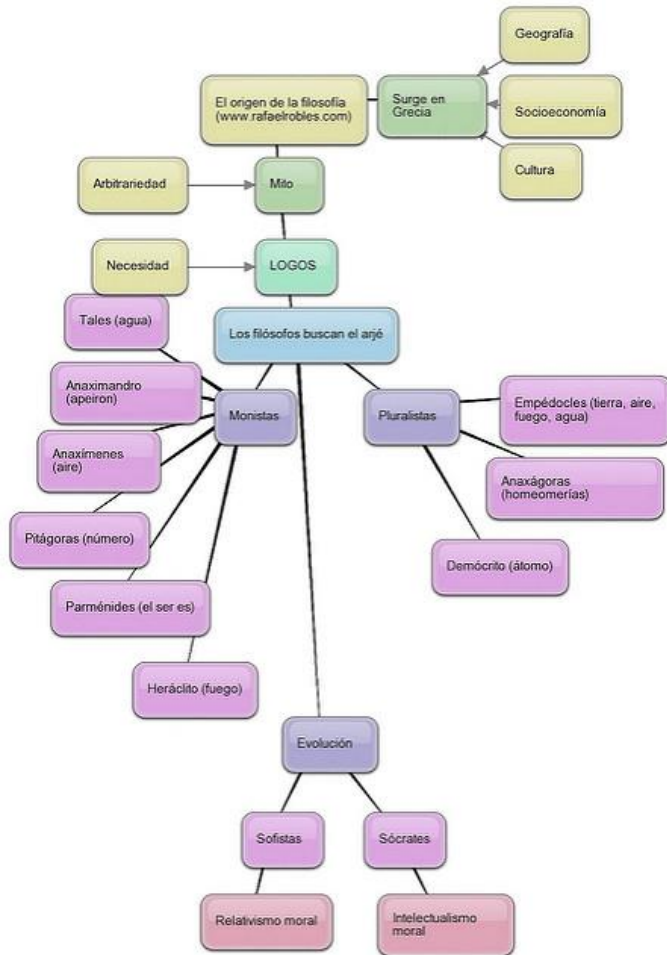 Geografía
El origen de la filosofía
(www.rafaelrobles.com)
Surge en
Grecia
Socioeconomía
Cultura
Arbitrariedad
Mito
Necesidad
LOGOS
Tales (agua)
Los filósofos buscan el arjé
Anaximandro
(apeiron)
Monistas
Pluralistas
Empédocles (tierra, aire,
fuego, agua)
Anaxímenes
(aire)
Anaxágoras
(homeomerías)
Pitágoras (número)
Demócrito (átomo)
Parménides (el ser es)
Heráclito (fuego)
Evolución
Sofistas
Sócrates
Relativismo moral
Intelectualismo
moral